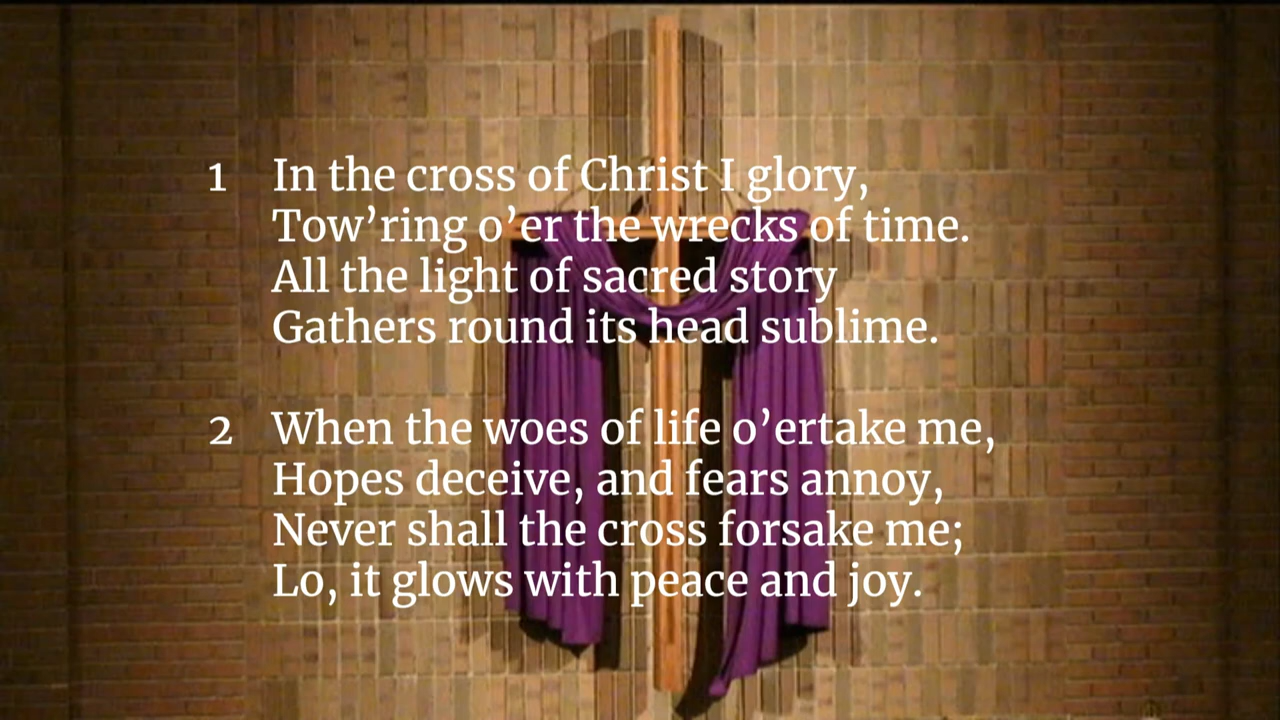 1 In the cross of Christ I glory,
Tow’ring o’er the wrecks of time.
All the light of sacred story
Gathers round its head sublime.
2 When the woes of life o’ertake me,
Hopes deceive, and fears annoy,
Never shall the cross forsake me;
Lo, it glows with peace and joy.